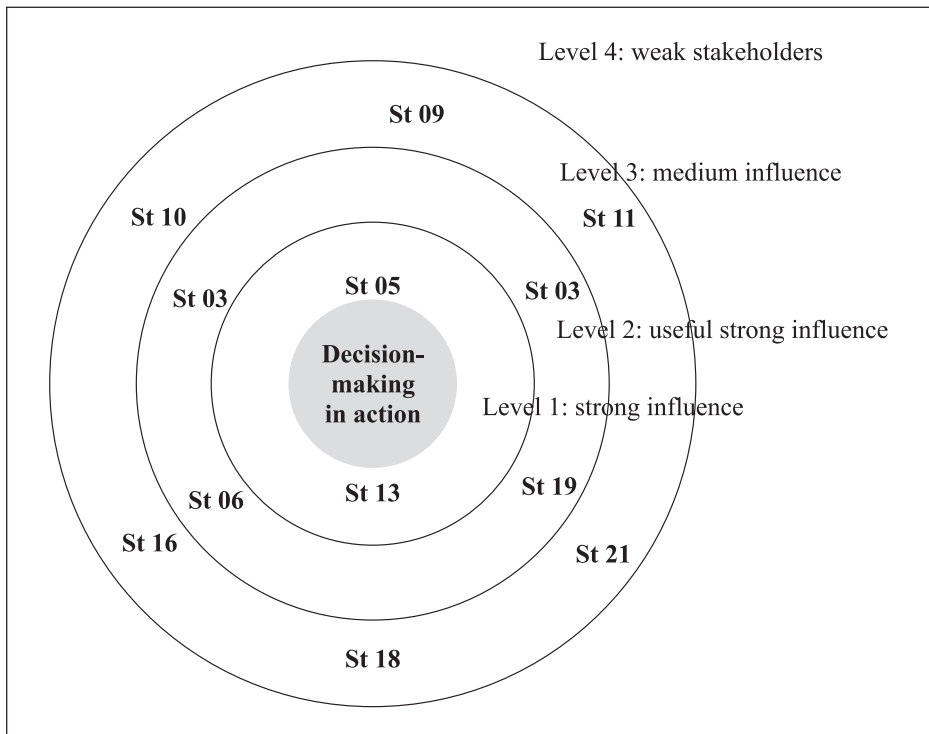 Level 4: weak stakeholders
St 09
Level 3: medium influence
St 10
St 11
St 05
St 03
St 03
Level 2: useful strong influence
Decision-
making
in action
Level 1: strong influence
St 13
St 19
St 06
St 16
St 21
St 18